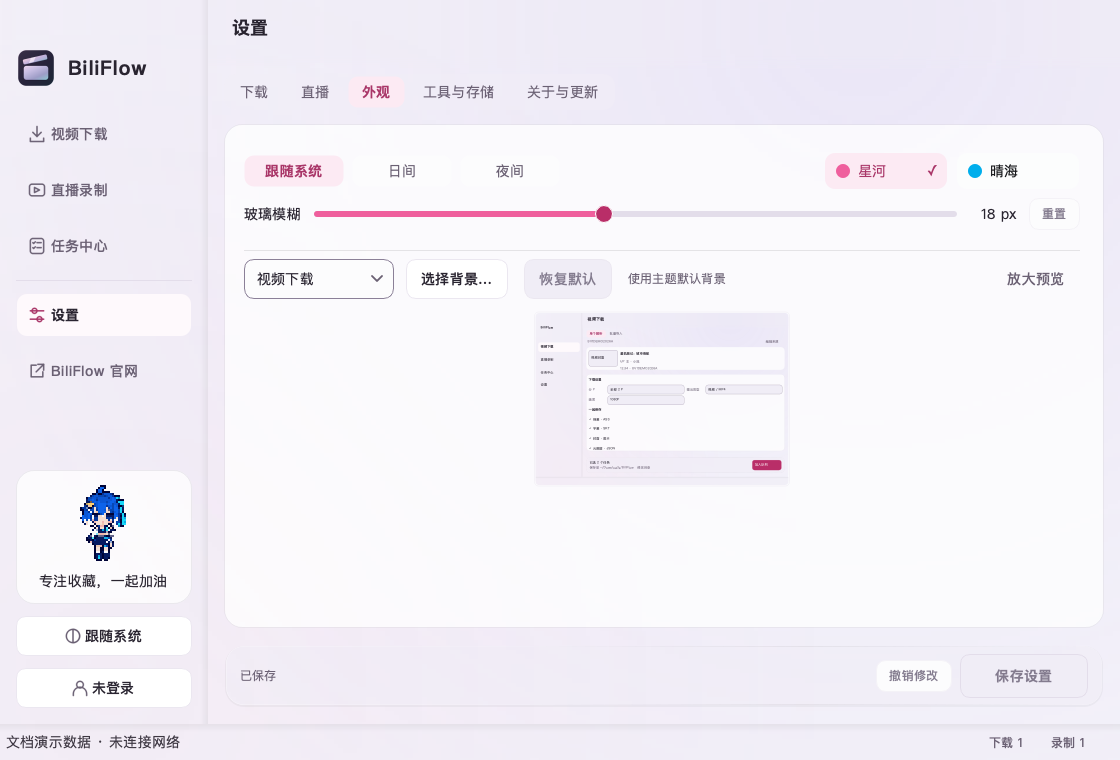 设置
BiliFlow
下载 直播 外观 工具与存储 关于与更新
视频下载
直播录制
任务中心
设置
BiliFlow 官网
跟随系统 日间 夜间 星河 ✓ 晴海
玻璃模糊 18 px 重置
视频下载 选择背景... 恢复默认 使用主题默认背景 放大预览
BiliFlow
视频下载
专注收藏，一起加油
跟随系统
未登录
已保存 撤销修改 保存设置
文档演示数据 · 未连接网络 下载 1 录制 1